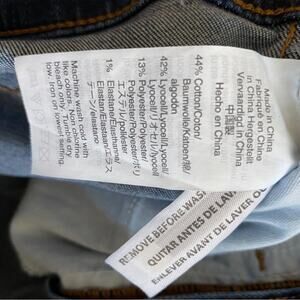 Made in China
Fabriqué en Chine
in China Hergestellt
Vervaardigd in China
中国製
Hecho en China
44% Cotton/Coton/
Baumwolle/Katoen/綿/
algodón
42% Lyocell/Lyocell/
Lyocell/Lyocell/リヨセル/lyocell
13% Polyester/Polyester/
Polyester/Polyester/ポリ
エステル/poliéster
1% Elastane/Élasthanne/
Elastan/Elastaan/エラス
テーン/elastano
Machine wash cold with
like colors. Non chlorine
bleach only. Tumble dry
low. Iron on lowest setting.
REMOVE BEFORE WASH
QUITAR ANTES DE LAVAR O
ENLEVER AVANT DE LAVER OU